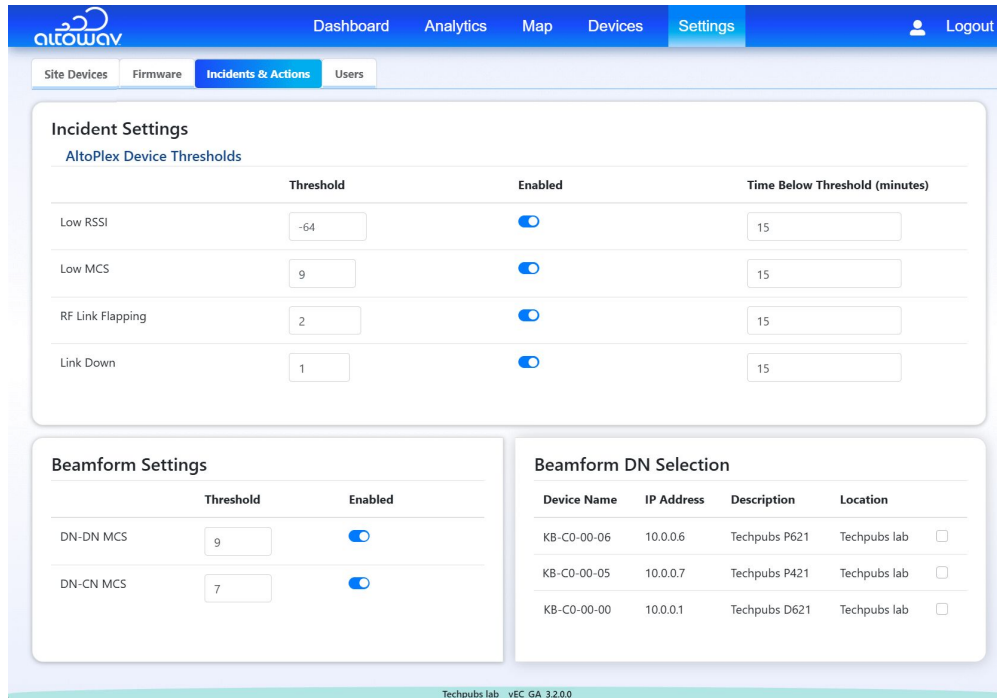 altowav Dashboard Analytics Map Devices Settings Logout
Site Devices Firmware Incidents & Actions Users
Incident Settings
AltoPlex Device Thresholds
Threshold Enabled Time Below Threshold (minutes)
Low RSSI -64 15
Low MCS 9 15
RF Link Flapping 2 15
Link Down 1 15
Beamform Settings
Threshold Enabled
DN-DN MCS 9
DN-CN MCS 7
Beamform DN Selection
Device Name IP Address Description Location
KB-C0-00-06 10.0.0.6 Techpubs P621 Techpubs lab
KB-C0-00-05 10.0.0.7 Techpubs P421 Techpubs lab
KB-C0-00-00 10.0.0.1 Techpubs D621 Techpubs lab
Techpubs lab vEC_GA_3.2.0.0